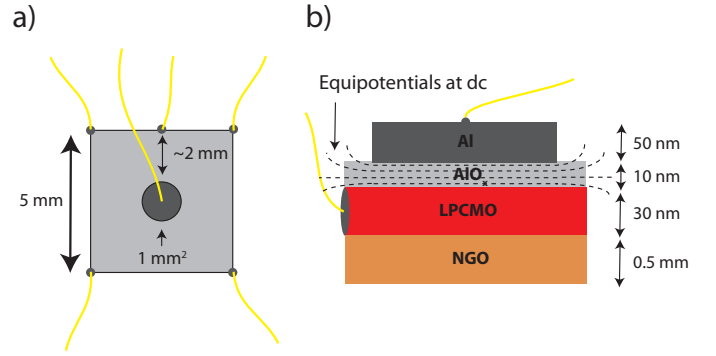 a)
5 mm
~2 mm
1 mm²
b)
Equipotentials at dc
Al
AlOₓ
LPCMO
NGO
50 nm
10 nm
30 nm
0.5 mm